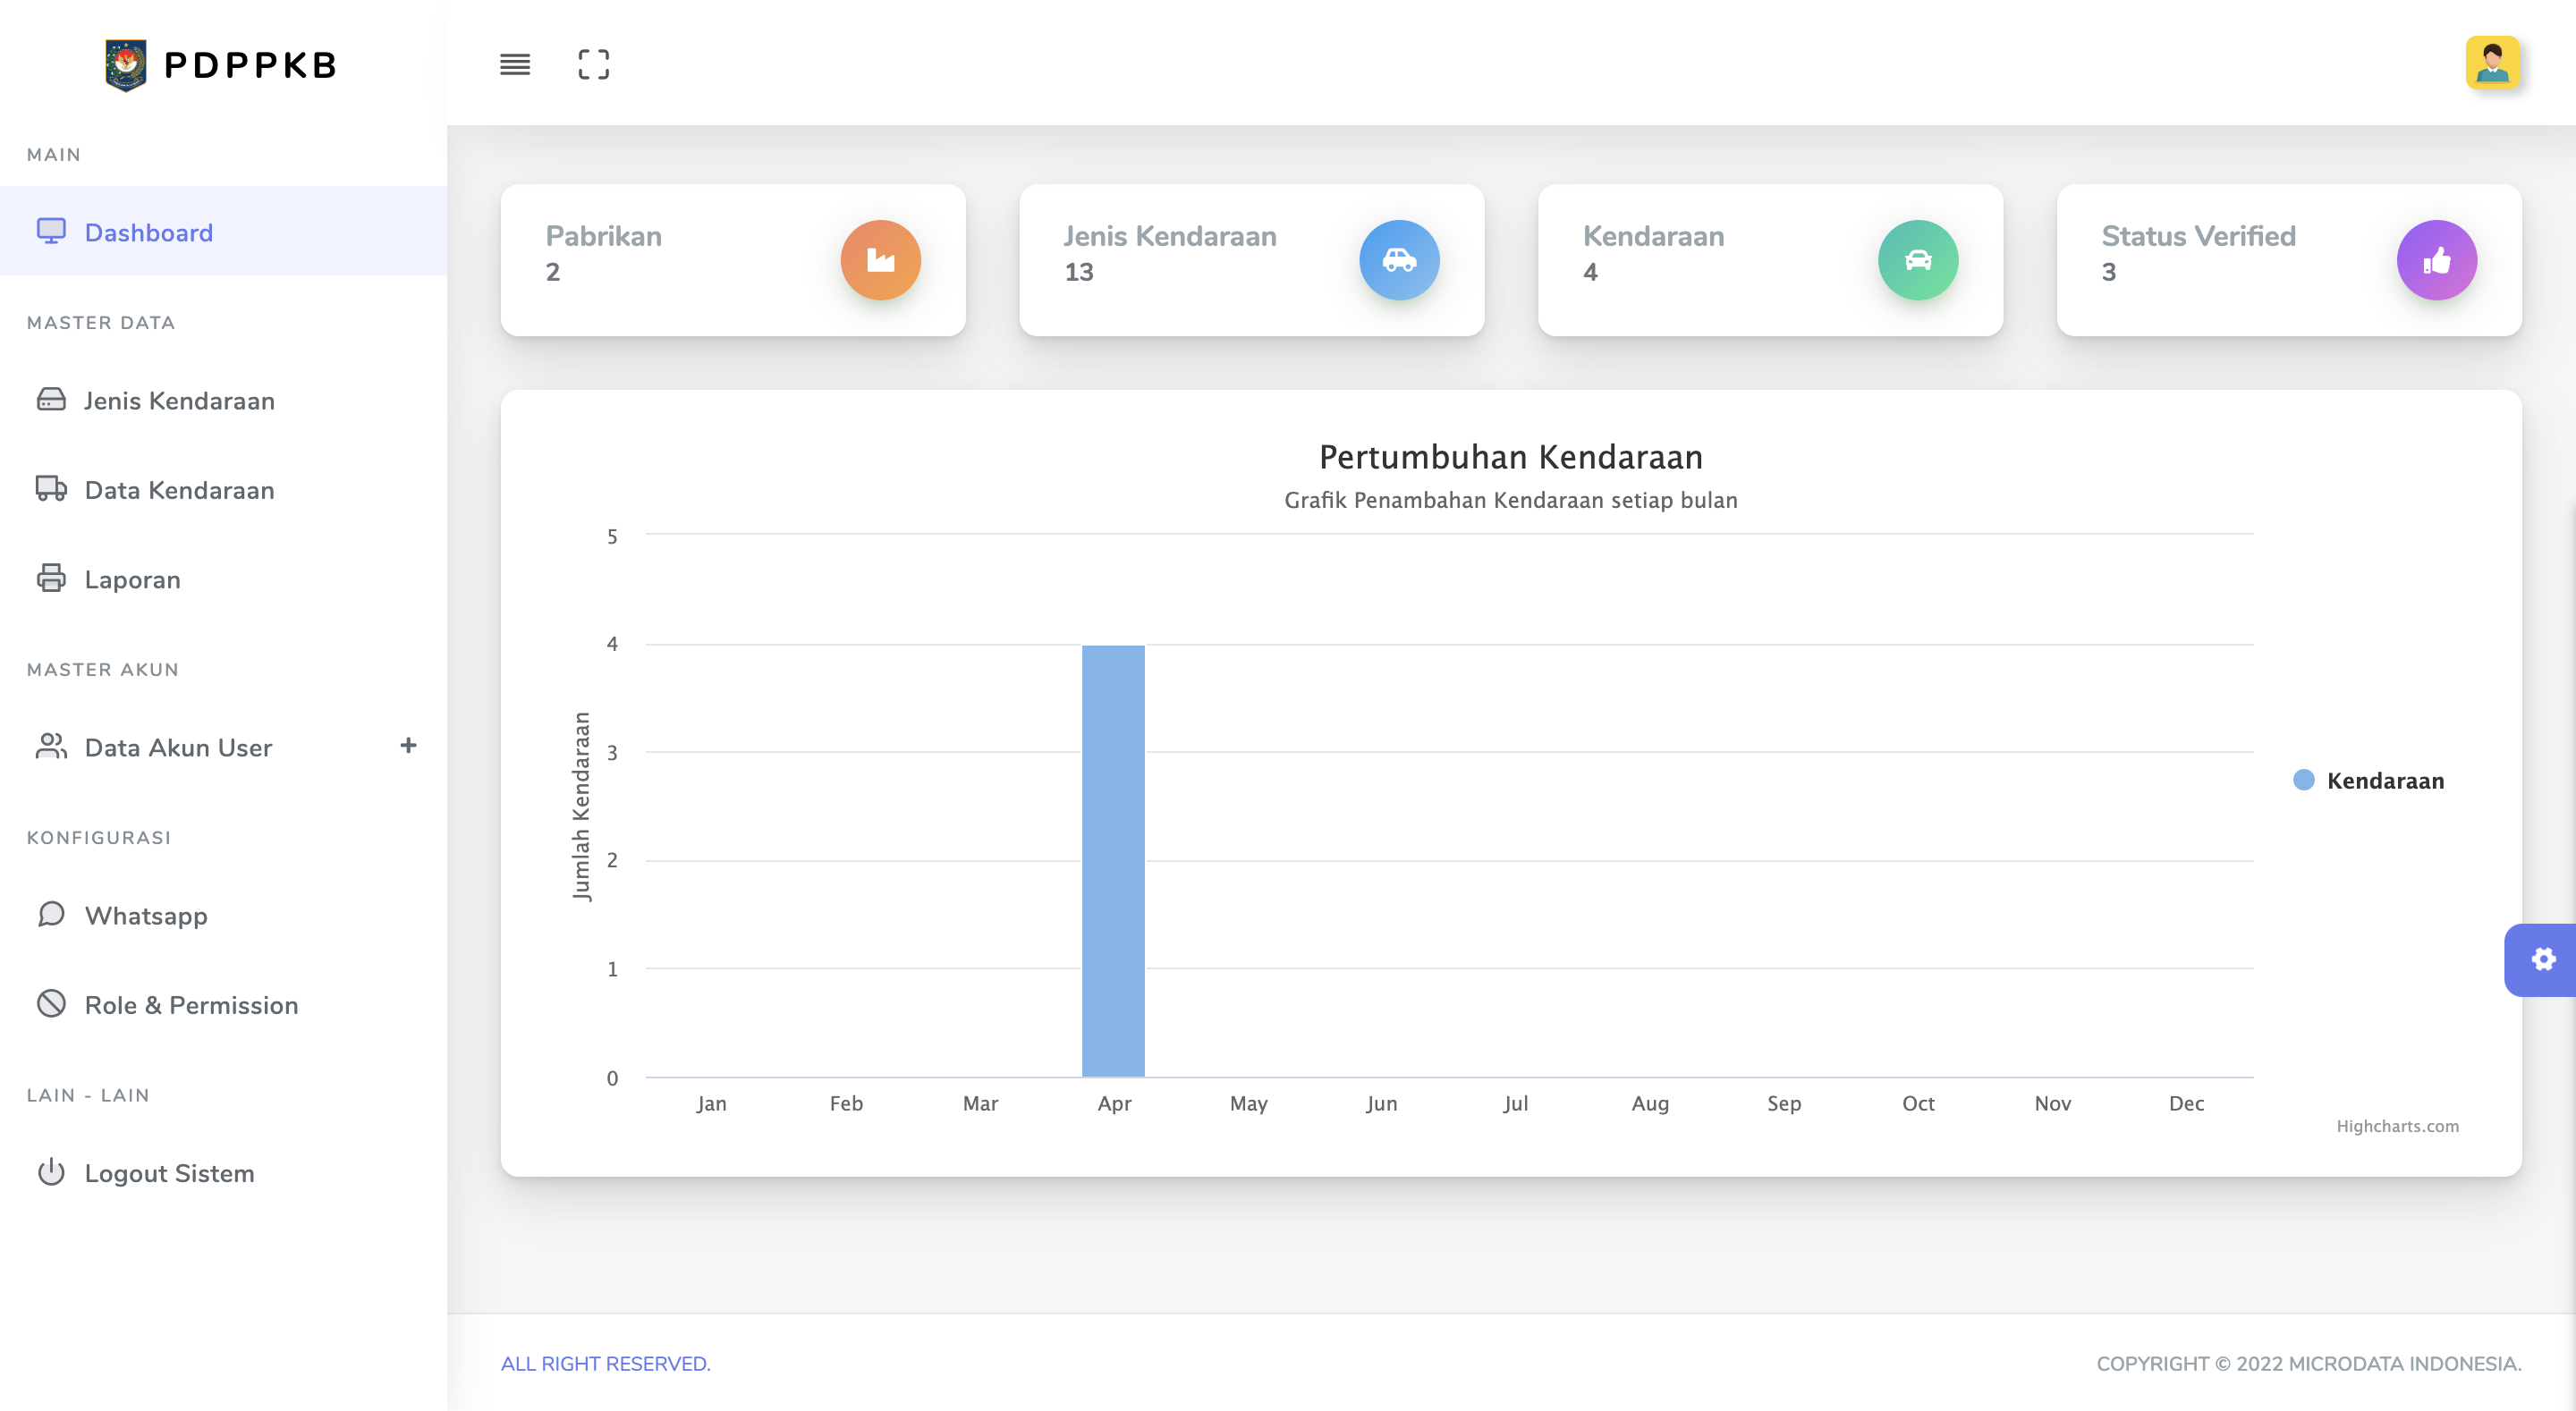 PDPPKB
MAIN
Dashboard
MASTER DATA
Jenis Kendaraan
Data Kendaraan
Laporan
MASTER AKUN
Data Akun User +
KONFIGURASI
Whatsapp
Role & Permission
LAIN - LAIN
Logout Sistem
Pabrikan
2
Jenis Kendaraan
13
Kendaraan
4
Status Verified
3
Pertumbuhan Kendaraan
Grafik Penambahan Kendaraan setiap bulan
Jumlah Kendaraan
5
4
3
2
1
0
Jan Feb Mar Apr May Jun Jul Aug Sep Oct Nov Dec
Kendaraan
Highcharts.com
ALL RIGHT RESERVED.
COPYRIGHT © 2022 MICRODATA INDONESIA.